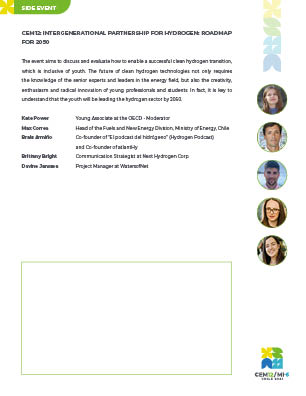 SIDE EVENT
CEM12: INTERGENERATIONAL PARTNERSHIP FOR HYDROGEN: ROADMAP
FOR 2050
The event aims to discuss and evaluate how to enable a successful clean hydrogen transition,
which is inclusive of youth. The future of clean hydrogen technologies not only requires
the knowledge of the senior experts and leaders in the energy field, but also the creativity,
enthusiasm and radical innovation of young professionals and students. In fact, it is key to
understand that the youth will be leading the hydrogen sector by 2050.
Kate Power Young Associate at the OECD - Moderator
Max Correa Head of the Fuels and New Energy Division, Ministry of Energy, Chile
Brais Armiño Co-founder of "El podcast del hidrógeno" (Hydrogen Podcast)
and Co-founder of atlantHy
Brittany Bright Communication Strategist at Next Hydrogen Corp
Davine Janssen Project Manager at WaterstofNet
CEM12/MI-6
CHILE 2021